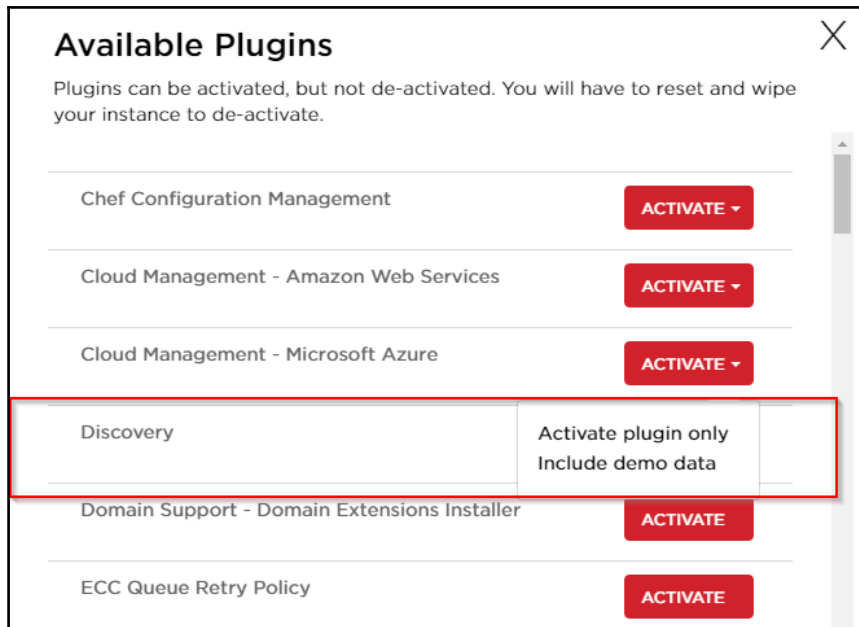 Available Plugins
X
Plugins can be activated, but not de-activated. You will have to reset and wipe
your instance to de-activate.
Chef Configuration Management
ACTIVATE
Cloud Management - Amazon Web Services
ACTIVATE
Cloud Management - Microsoft Azure
ACTIVATE
Discovery
Activate plugin only
Include demo data
Domain Support - Domain Extensions Installer
ACTIVATE
ECC Queue Retry Policy
ACTIVATE